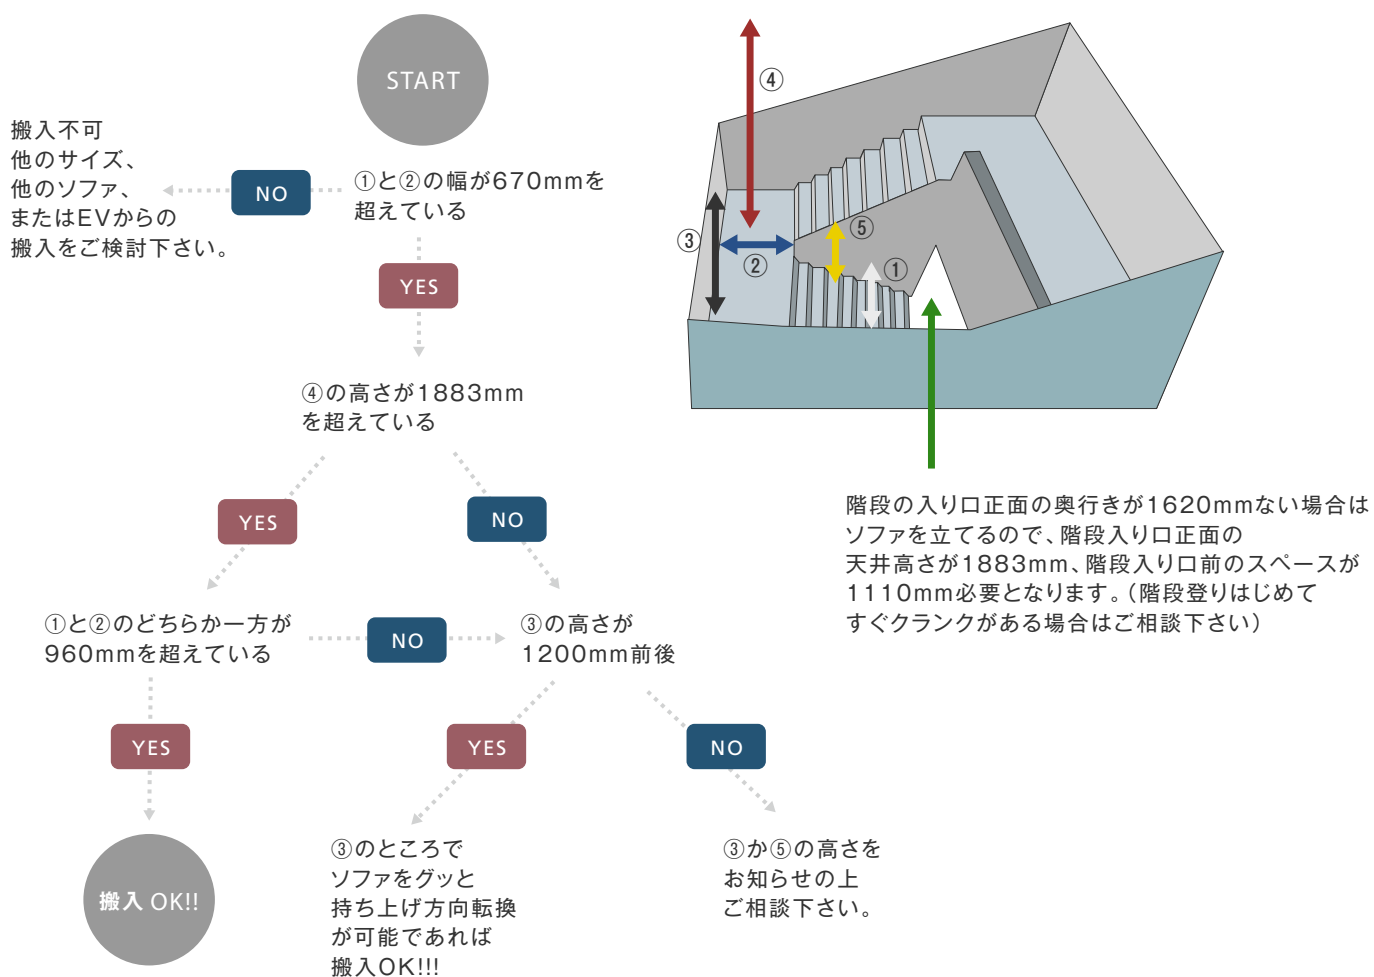 START
搬入不可
他のサイズ、
他のソファ、
またはEVからの
搬入をご検討下さい。
NO
①と②の幅が670mmを
超えている
YES
④の高さが1883mm
を超えている
YES
NO
①と②のどちらか一方が
960mmを超えている
NO
③の高さが
1200mm前後
YES
YES
NO
搬入 OK!!
③のところで
ソファをグッと
持ち上げ方向転換
が可能であれば
搬入OK!!!
③か⑤の高さを
お知らせの上
ご相談下さい。
④
③
②
⑤
①
階段の入り口正面の奥行きが1620mmない場合は
ソファを立てるので、階段入り口正面の
天井高さが1883mm、階段入り口前のスペースが
1110mm必要となります。（階段登りはじめて
すぐクランクがある場合はご相談下さい）